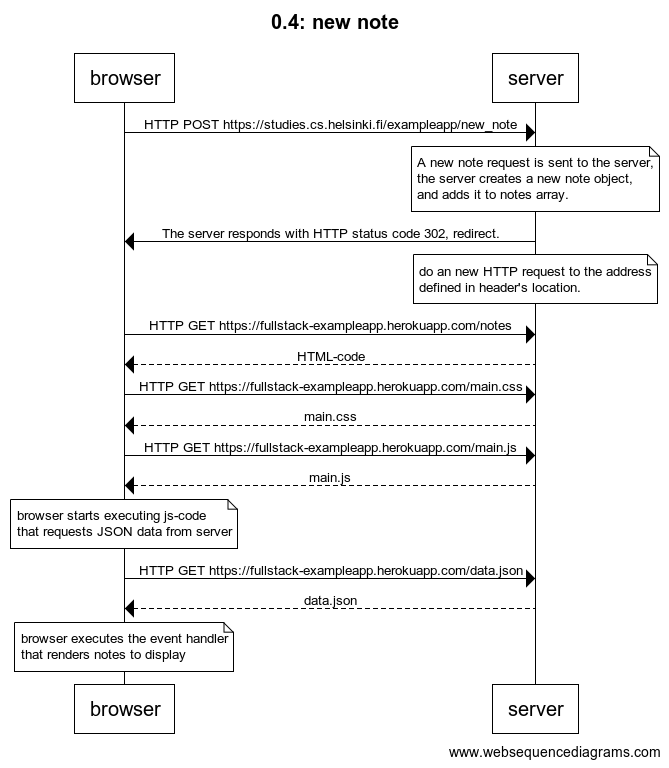 0.4: new note
browser
server
HTTP POST https://studies.cs.helsinki.fi/exampleapp/new_note
A new note request is sent to the server,
the server creates a new note object,
and adds it to notes array.
The server responds with HTTP status code 302, redirect.
do an new HTTP request to the address
defined in header's location.
HTTP GET https://fullstack-exampleapp.herokuapp.com/notes
HTML-code
HTTP GET https://fullstack-exampleapp.herokuapp.com/main.css
main.css
HTTP GET https://fullstack-exampleapp.herokuapp.com/main.js
main.js
browser starts executing js-code
that requests JSON data from server
HTTP GET https://fullstack-exampleapp.herokuapp.com/data.json
data.json
browser executes the event handler
that renders notes to display
browser
server
www.websequencediagrams.com